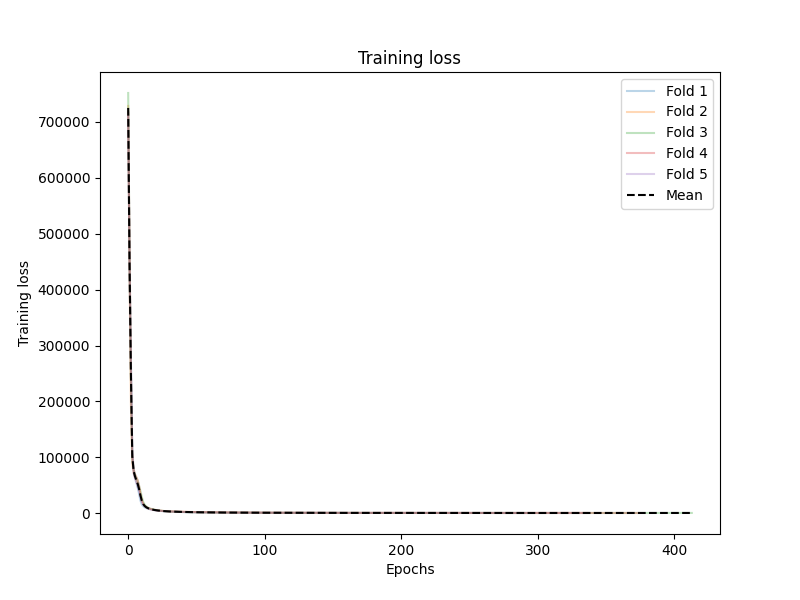 Training loss
Fold 1
Fold 2
Fold 3
Fold 4
Fold 5
Mean
700000
600000
500000
400000
300000
200000
100000
0
Training loss
0 100 200 300 400
Epochs